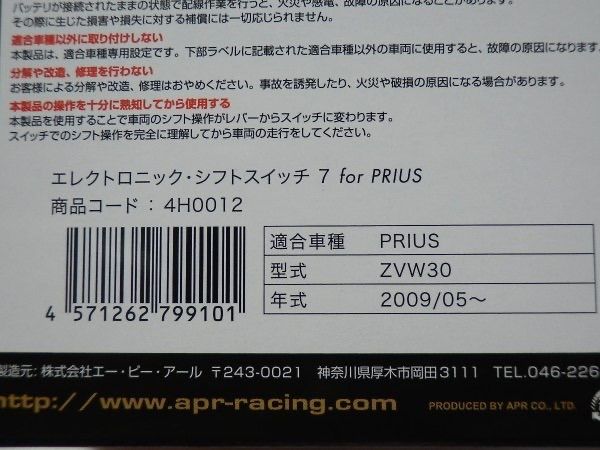 バッテリが接続されたままの状態で配線作業を行うと、火災や感電、故障の原因になることがあります。
その際に生じた損害や損失に対する補償には一切応じられません。
適合車種以外に取り付けしない
本製品は、適合車種専用設定です。下部ラベルに記載された適合車種以外の車両に使用すると、故障の原因になります。
分解や改造、修理を行わない
お客様による分解や改造、修理はおやめください。事故を誘発したり、火災や破損の原因になる場合があります。
本製品の操作を十分に熟知してから使用する
本製品を使用することで車両のシフト操作がレバーからスイッチに変わります。
スイッチでのシフト操作を完全に理解してから車両の走行をしてください。
エレクトロニック・シフトスイッチ 7 for PRIUS
商品コード : 4H0012
適合車種 PRIUS
型式 ZVW30
年式 2009/05〜
4 571262 799101
製造元: 株式会社エー・ピー・アール 〒243-0021 神奈川県厚木市岡田3111 TEL.046-226
http://www.apr-racing.com PRODUCED BY APR CO., LTD.